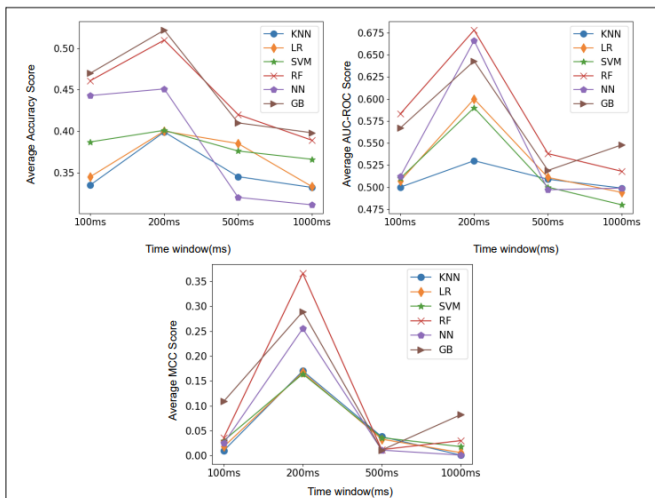 Average Accuracy Score
0.50
0.45
0.40
0.35
KNN
LR
SVM
RF
NN
GB
100ms 200ms 500ms 1000ms
Time window(ms)
Average AUC-ROC Score
0.675
0.650
0.625
0.600
0.575
0.550
0.525
0.500
0.475
KNN
LR
SVM
RF
NN
GB
100ms 200ms 500ms 1000ms
Time window(ms)
Average MCC Score
0.35
0.30
0.25
0.20
0.15
0.10
0.05
0.00
KNN
LR
SVM
RF
NN
GB
100ms 200ms 500ms 1000ms
Time window(ms)